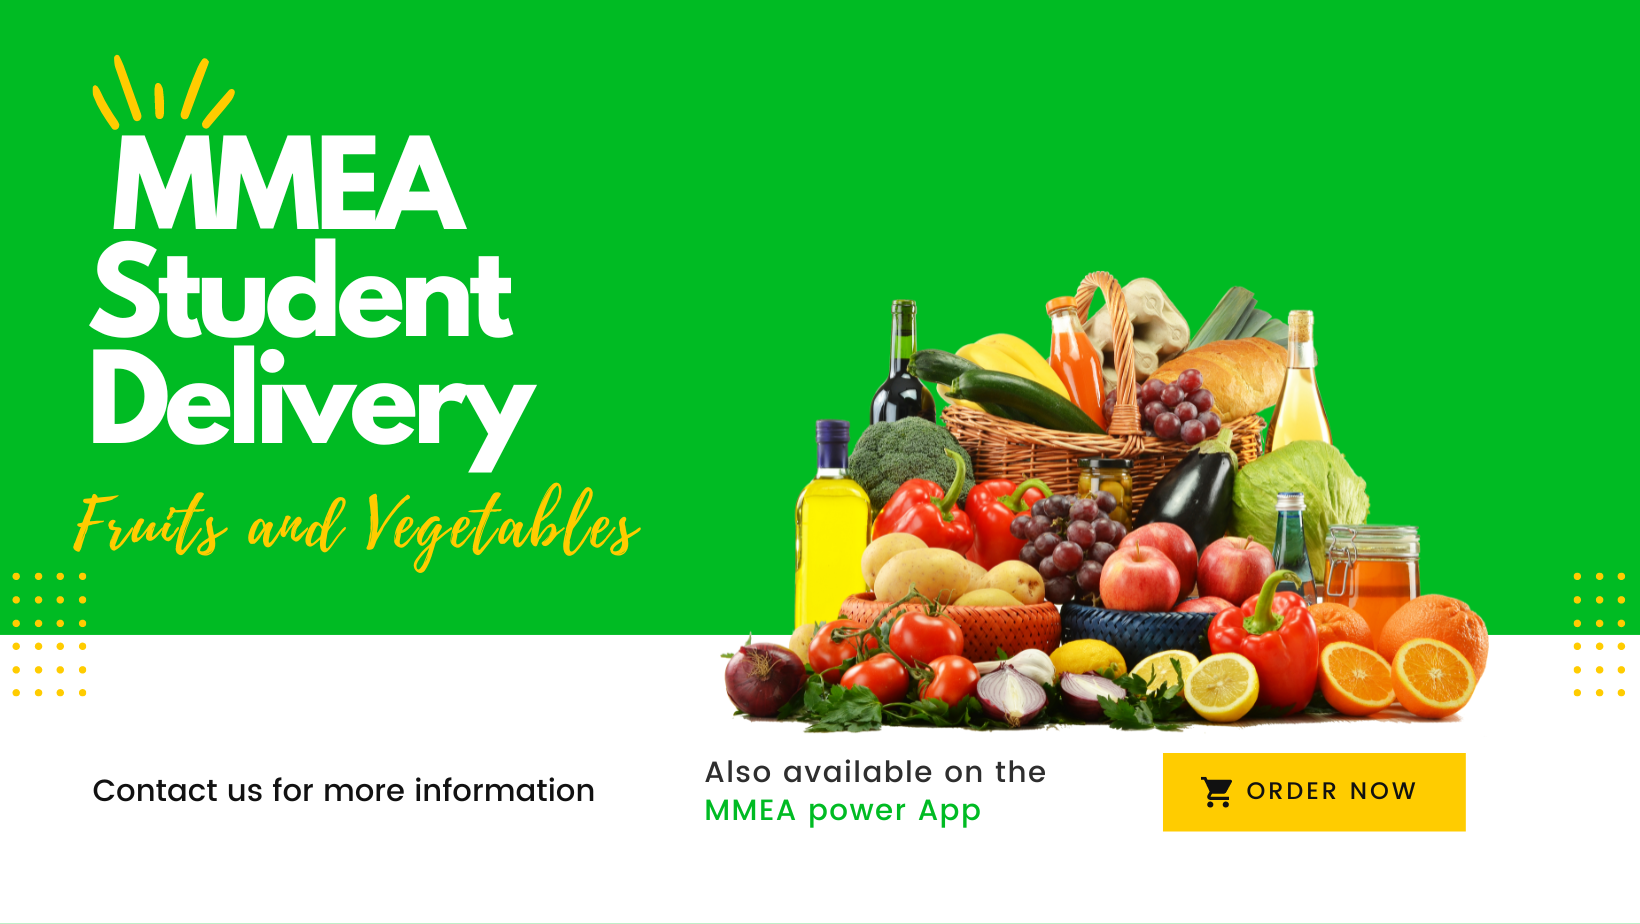 MMEA
Student
Delivery
Fruits and Vegetables
Contact us for more information
Also available on the
MMEA power App
ORDER NOW